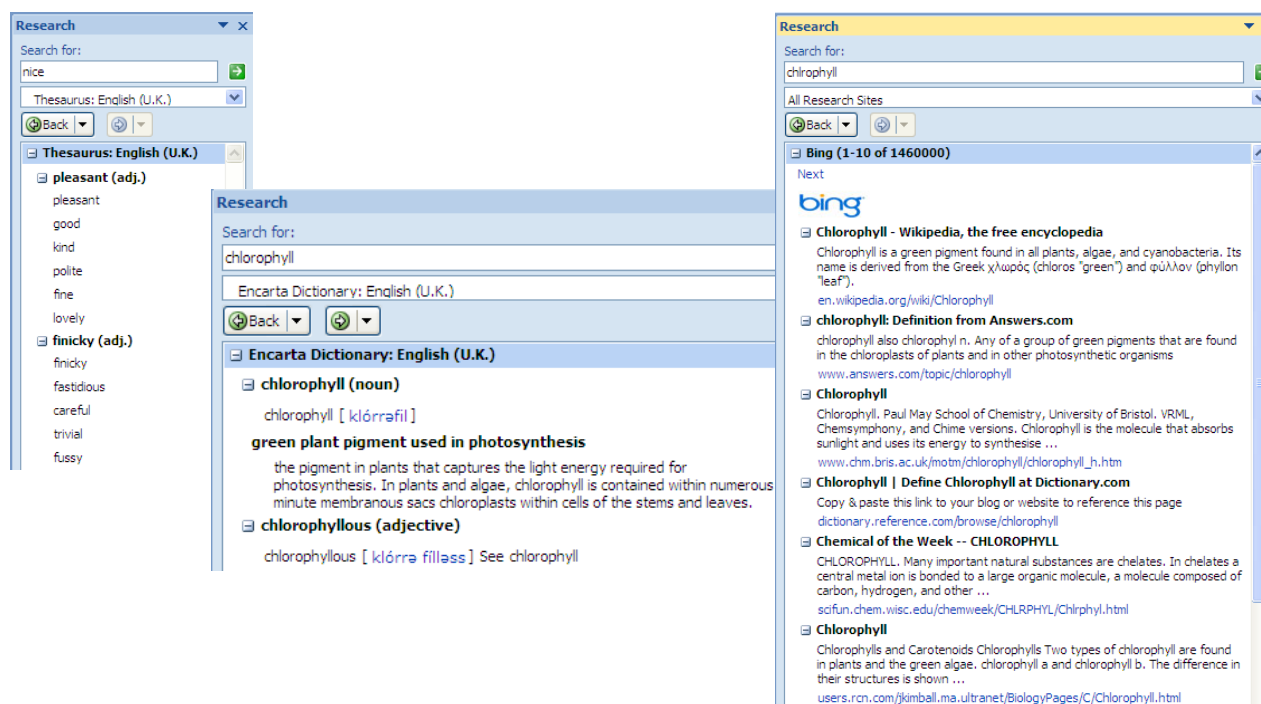 Research
Search for:
nice
Thesaurus: English (U.K.)
Back
Thesaurus: English (U.K.)
pleasant (adj.)
pleasant
good
kind
polite
fine
lovely
finicky (adj.)
finicky
fastidious
careful
trivial
fussy
Research
Search for:
chlorophyll
Encarta Dictionary: English (U.K.)
Back
Encarta Dictionary: English (U.K.)
chlorophyll (noun)
chlorophyll [ klórrəfil ]
green plant pigment used in photosynthesis
the pigment in plants that captures the light energy required for
photosynthesis. In plants and algae, chlorophyll is contained within numerous
minute membranous sacs chloroplasts within cells of the stems and leaves.
chlorophyllous (adjective)
chlorophyllous [ klórrə fílləss ] See chlorophyll
Research
Search for:
chlrophyll
All Research Sites
Back
Bing (1-10 of 1460000)
Next
bing
Chlorophyll - Wikipedia, the free encyclopedia
Chlorophyll is a green pigment found in all plants, algae, and cyanobacteria. Its
name is derived from the Greek χλωρός (chloros "green") and φύλλον (phyllon
"leaf").
en.wikipedia.org/wiki/Chlorophyll
chlorophyll: Definition from Answers.com
chlorophyll also chlorophyl n. Any of a group of green pigments that are found
in the chloroplasts of plants and in other photosynthetic organisms
www.answers.com/topic/chlorophyll
Chlorophyll
Chlorophyll. Paul May School of Chemistry, University of Bristol. VRML,
Chemsymphony, and Chime versions. Chlorophyll is the molecule that absorbs
sunlight and uses its energy to synthesise ...
www.chm.bris.ac.uk/motm/chlorophyll/chlorophyll_h.htm
Chlorophyll | Define Chlorophyll at Dictionary.com
Copy & paste this link to your blog or website to reference this page
dictionary.reference.com/browse/chlorophyll
Chemical of the Week -- CHLOROPHYLL
CHLOROPHYLL. Many important natural substances are chelates. In chelates a
central metal ion is bonded to a large organic molecule, a molecule composed of
carbon, hydrogen, and other ...
scifun.chem.wisc.edu/chemweek/CHLRPHYL/Chlrphyl.html
Chlorophyll
Chlorophylls and Carotenoids Chlorophylls Two types of chlorophyll are found
in plants and the green algae. chlorophyll a and chlorophyll b. The difference in
their structures is shown ...
users.rcn.com/jkimball.ma.ultranet/BiologyPages/C/Chlorophyll.html